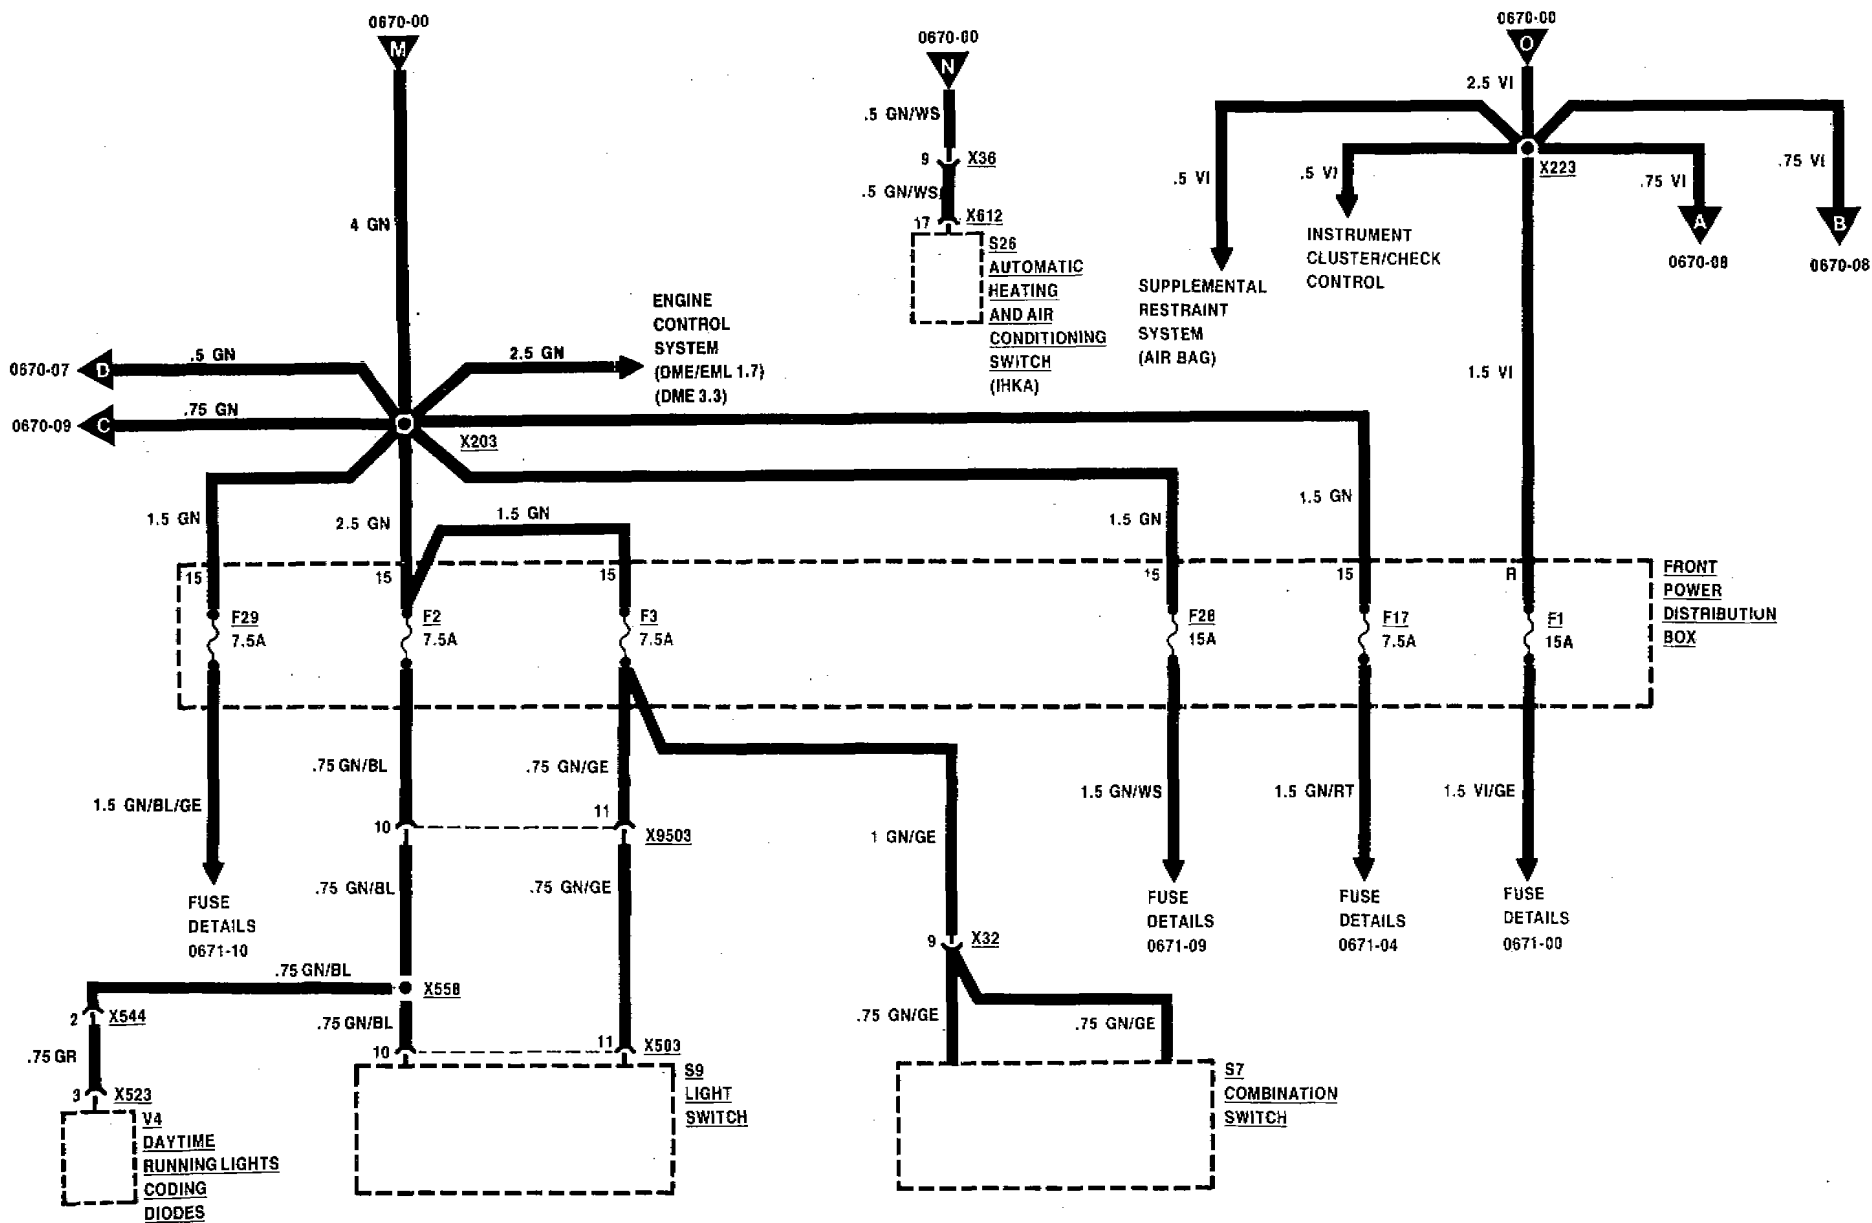 0670-00
M
0670-00
N
0670-00
O
2.5 VI
.5 GN/WS
9 X36
.5 GN/WS
17 X612
S26
AUTOMATIC
HEATING
AND AIR
CONDITIONING
SWITCH
(IHKA)
.5 VI
.5 VI
X223
.75 VI
.75 VI
A
B
0670-08
0670-08
INSTRUMENT
CLUSTER/CHECK
CONTROL
SUPPLEMENTAL
RESTRAINT
SYSTEM
(AIR BAG)
4 GN
1.5 VI
ENGINE
CONTROL
SYSTEM
(DME/EML 1.7)
(DME 3.3)
0670-07 D .5 GN
2.5 GN
0670-09 C .75 GN
X203
1.5 GN
2.5 GN
1.5 GN
1.5 GN
1.5 GN
15 15 15 15 15 R
FRONT
POWER
DISTRIBUTION
BOX
F29
7.5A
F2
7.5A
F3
7.5A
F28
15A
F17
7.5A
F1
15A
.75 GN/BL
.75 GN/GE
1.5 GN/BL/GE
1.5 GN/WS
1.5 GN/RT
1.5 VI/GE
10 11 X9503
1 GN/GE
.75 GN/BL
.75 GN/GE
FUSE
DETAILS
0671-10
FUSE
DETAILS
0671-09
FUSE
DETAILS
0671-04
FUSE
DETAILS
0671-00
9 X32
.75 GN/BL
X558
2 X544
.75 GN/BL
.75 GN/GE
.75 GN/GE
.75 GR
10 11 X503
3 X523
V4
DAYTIME
RUNNING LIGHTS
CODING
DIODES
S9
LIGHT
SWITCH
S7
COMBINATION
SWITCH